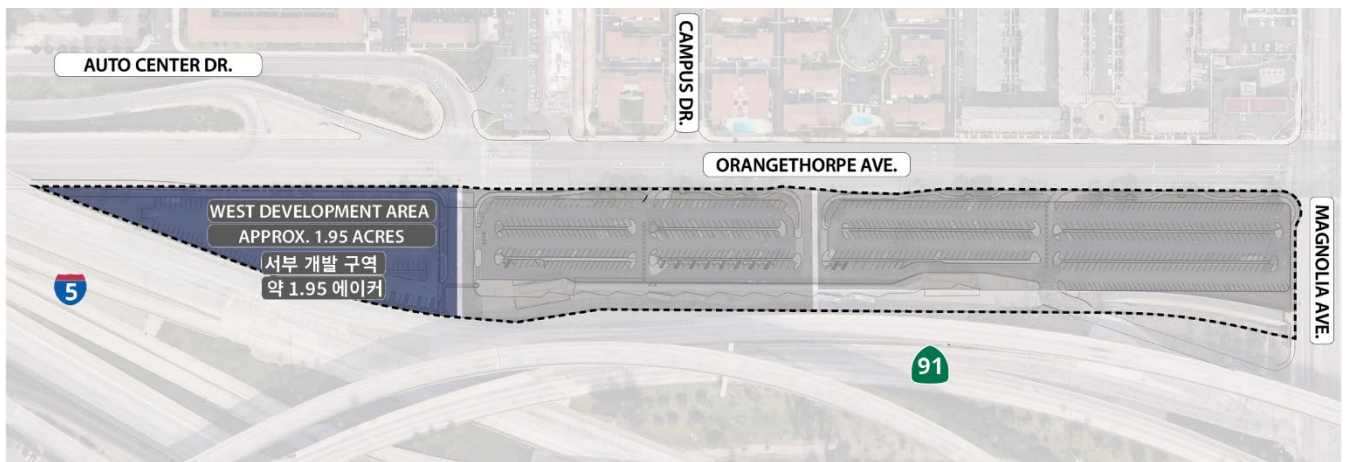 AUTO CENTER DR.
CAMPUS DR.
ORANGETHORPE AVE.
WEST DEVELOPMENT AREA
APPROX. 1.95 ACRES
서부 개발 구역
약 1.95 에이커
MAGNOLIA AVE.
5
91